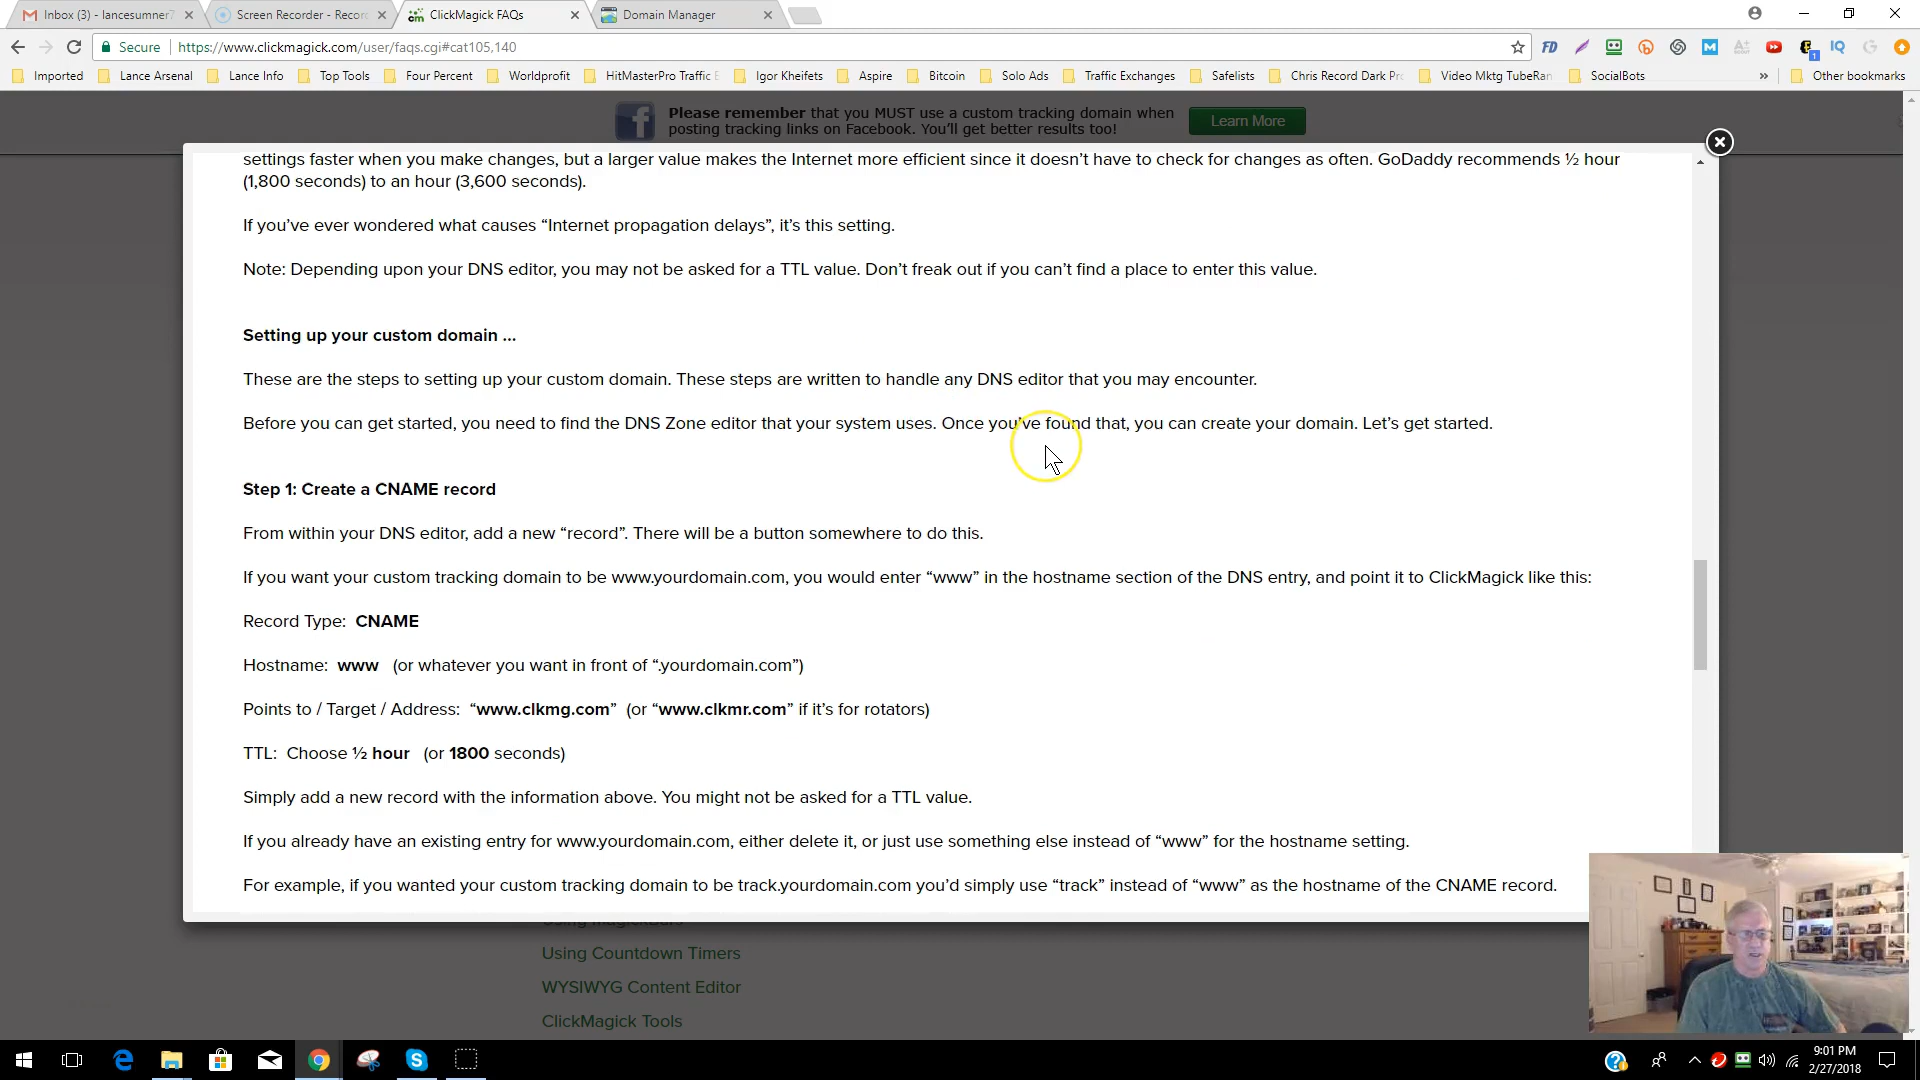 Inbox (3) - lancesumner7
Screen Recorder - Record
ClickMagick FAQs
Domain Manager
Secure
https://www.clickmagick.com/user/faqs.cgi#cat105,140
Imported
Lance Arsenal
Lance Info
Top Tools
Four Percent
Worldprofit
HitMasterPro Traffic E
Igor Kheifets
Aspire
Bitcoin
Solo Ads
Traffic Exchanges
Safelists
Chris Record Dark Pr
Video Mktg TubeRan
SocialBots
Other bookmarks
Please remember that you MUST use a custom tracking domain when
posting tracking links on Facebook. You'll get better results too!
Learn More
settings faster when you make changes, but a larger value makes the Internet more efficient since it doesn't have to check for changes as often. GoDaddy recommends ½ hour
(1,800 seconds) to an hour (3,600 seconds).
If you've ever wondered what causes “Internet propagation delays”, it's this setting.
Note: Depending upon your DNS editor, you may not be asked for a TTL value. Don't freak out if you can't find a place to enter this value.
Setting up your custom domain ...
These are the steps to setting up your custom domain. These steps are written to handle any DNS editor that you may encounter.
Before you can get started, you need to find the DNS Zone editor that your system uses. Once you've found that, you can create your domain. Let's get started.
Step 1: Create a CNAME record
From within your DNS editor, add a new “record”. There will be a button somewhere to do this.
If you want your custom tracking domain to be www.yourdomain.com, you would enter “www” in the hostname section of the DNS entry, and point it to ClickMagick like this:
Record Type: CNAME
Hostname: www (or whatever you want in front of “.yourdomain.com”)
Points to / Target / Address: “www.clkmg.com” (or “www.clkmr.com” if it's for rotators)
TTL: Choose ½ hour (or 1800 seconds)
Simply add a new record with the information above. You might not be asked for a TTL value.
If you already have an existing entry for www.yourdomain.com, either delete it, or just use something else instead of “www” for the hostname setting.
For example, if you wanted your custom tracking domain to be track.yourdomain.com you'd simply use “track” instead of “www” as the hostname of the CNAME record.
Using MagickBars
Using Countdown Timers
WYSIWYG Content Editor
ClickMagick Tools
9:01 PM
2/27/2018